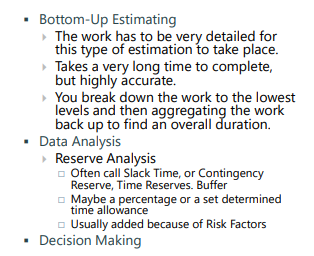 ▪ Bottom-Up Estimating
The work has to be very detailed for
this type of estimation to take place.
Takes a very long time to complete,
but highly accurate.
You break down the work to the lowest
levels and then aggregating the work
back up to find an overall duration.
▪ Data Analysis
Reserve Analysis
Often call Slack Time, or Contingency
Reserve, Time Reserves. Buffer
Maybe a percentage or a set determined
time allowance
Usually added because of Risk Factors
▪ Decision Making